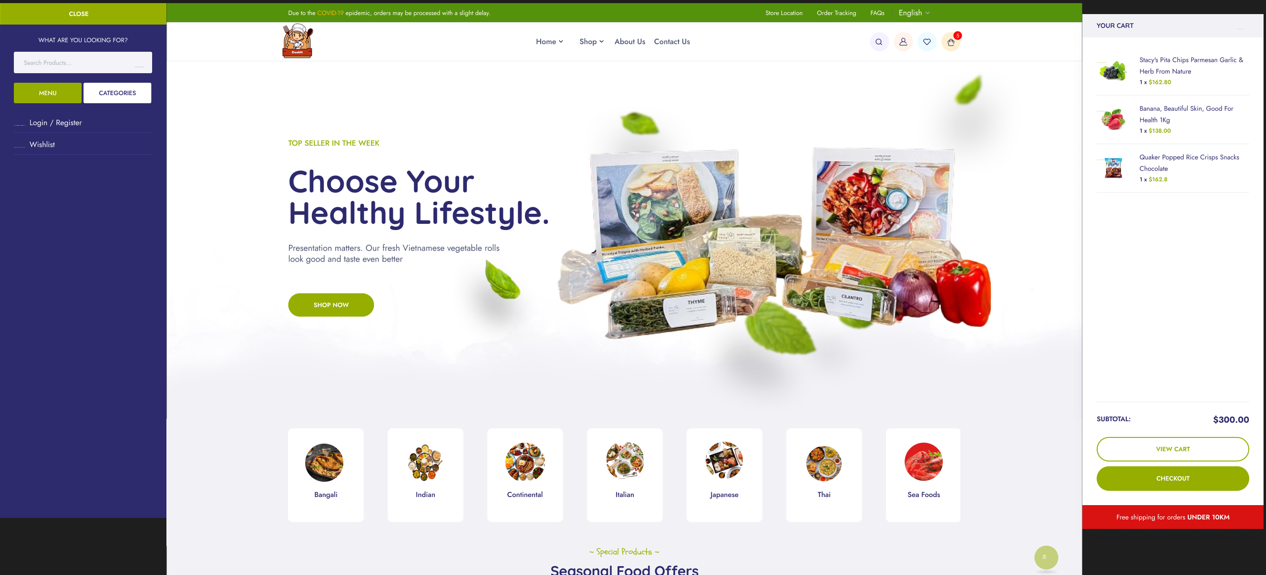 CLOSE
WHAT ARE YOU LOOKING FOR?
Search Products...
MENU
CATEGORIES
Login / Register
Wishlist
Due to the COVID-19 epidemic, orders may be processed with a slight delay.
Store Location
Order Tracking
FAQs
English
Home
Shop
About Us
Contact Us
3
TOP SELLER IN THE WEEK
Choose Your
Healthy Lifestyle.
Presentation matters. Our fresh Vietnamese vegetable rolls
look good and taste even better
SHOP NOW
THYME
CILANTRO
Bangali
Indian
Continental
Italian
Japanese
Thai
Sea Foods
~ Special Products ~
Seasonal Food Offers
YOUR CART
Stacy's Pita Chips Parmesan Garlic &
Herb From Nature
1 x $162.80
Banana, Beautiful Skin, Good For
Health 1Kg
1 x $138.00
Quaker Popped Rice Crisps Snacks
Chocolate
1 x $162.8
SUBTOTAL:
$300.00
VIEW CART
CHECKOUT
Free shipping for orders UNDER 10KM